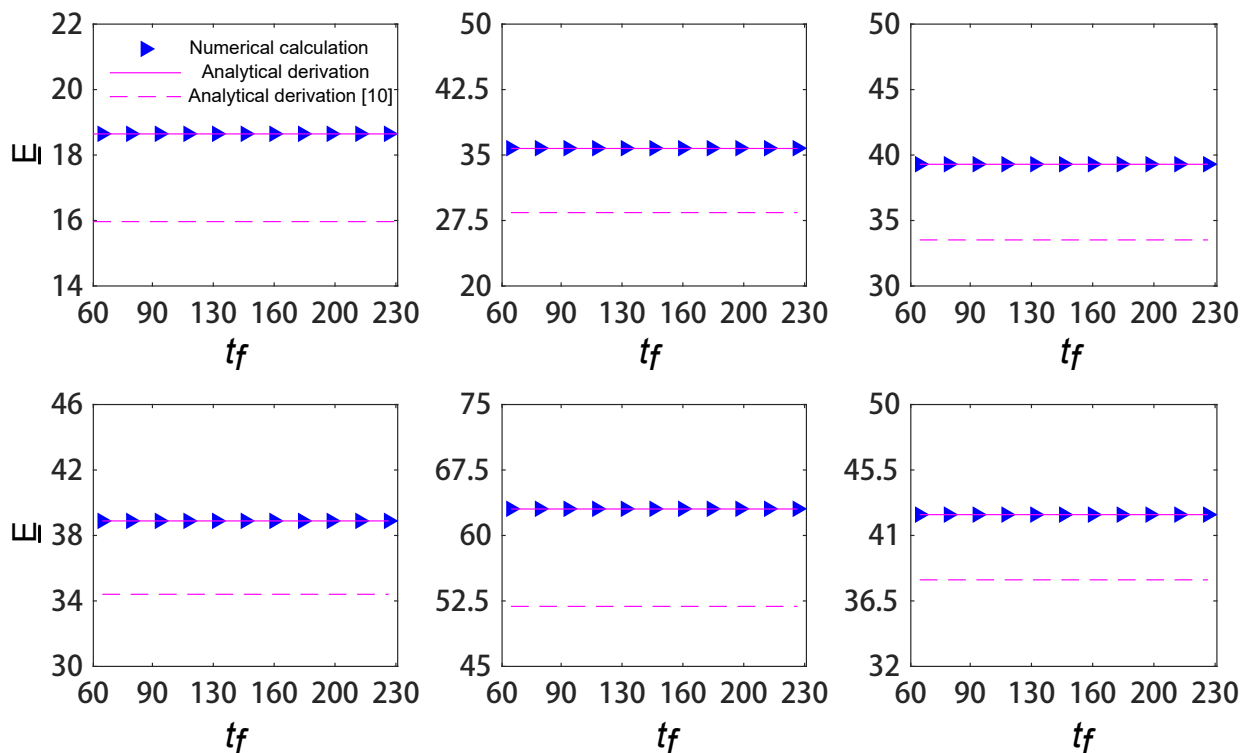 22
20
18
16
14
E
Numerical calculation
Analytical derivation
Analytical derivation [10]
60 90 130 160 200 230
tf
50
42.5
35
27.5
20
60 90 130 160 200 230
tf
50
45
40
35
30
60 90 130 160 200 230
tf
46
42
38
34
30
E
60 90 130 160 200 230
tf
75
67.5
60
52.5
45
60 90 130 160 200 230
tf
50
45.5
41
36.5
32
60 90 130 160 200 230
tf